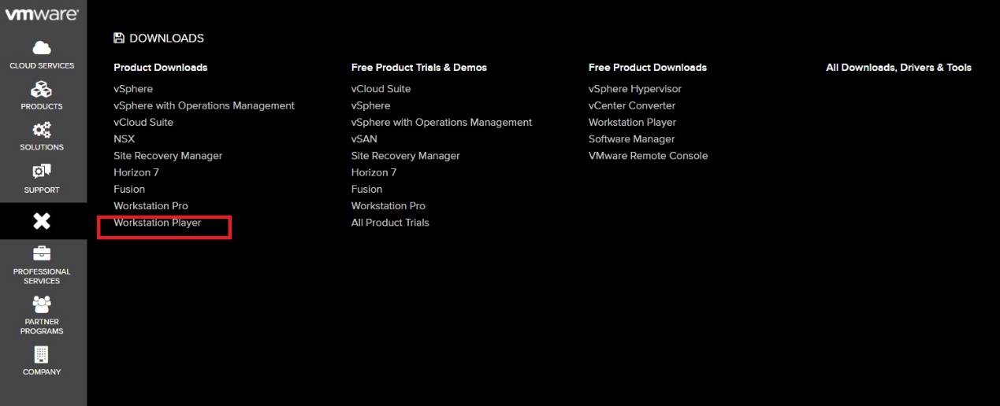 vmware
CLOUD SERVICES
PRODUCTS
SOLUTIONS
SUPPORT
PROFESSIONAL
SERVICES
PARTNER
PROGRAMS
COMPANY
DOWNLOADS
Product Downloads
vSphere
vSphere with Operations Management
vCloud Suite
NSX
Site Recovery Manager
Horizon 7
Fusion
Workstation Pro
Workstation Player
Free Product Trials & Demos
vCloud Suite
vSphere
vSphere with Operations Management
vSAN
Site Recovery Manager
Horizon 7
Fusion
Workstation Pro
All Product Trials
Free Product Downloads
vSphere Hypervisor
vCenter Converter
Workstation Player
Software Manager
VMware Remote Console
All Downloads, Drivers & Tools